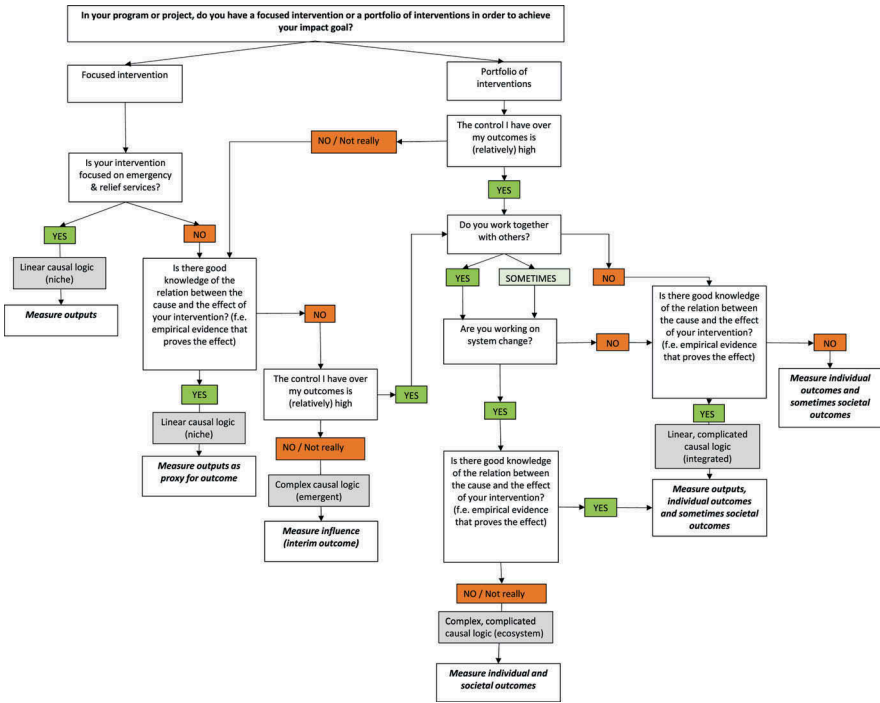 In your program or project, do you have a focused intervention or a portfolio of interventions in order to achieve
your impact goal?
Focused intervention
Portfolio of
interventions
The control I have over
my outcomes is
(relatively) high
NO / Not really
YES
Is your intervention
focused on emergency
& relief services?
YES
NO
Linear causal logic
(niche)
Measure outputs
Is there good
knowledge of the
relation between the
cause and the effect of
your intervention? (f.e.
empirical evidence that
proves the effect)
NO
YES
Linear causal logic
(niche)
Measure outputs as
proxy for outcome
The control I have over
my outcomes is
(relatively) high
YES
NO / Not really
Complex causal logic
(emergent)
Measure influence
(interim outcome)
Do you work together
with others?
YES
SOMETIMES
NO
Are you working on
system change?
NO
YES
Is there good knowledge
of the relation between
the cause and the effect
of your intervention?
(f.e. empirical evidence
that proves the effect)
YES
NO / Not really
Complex, complicated
causal logic (ecosystem)
Measure individual and
societal outcomes
Is there good knowledge
of the relation between
the cause and the effect
of your intervention?
(f.e. empirical evidence
that proves the effect)
NO
Measure individual
outcomes and
sometimes societal
outcomes
YES
Linear, complicated
causal logic
(integrated)
Measure outputs,
individual outcomes
and sometimes societal
outcomes